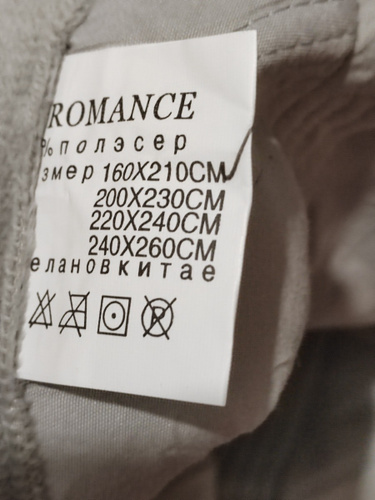 ROMANCE
% полэсер
змер 160X210CM
200X230CM
220X240CM
240X260CM
елановкитае
P